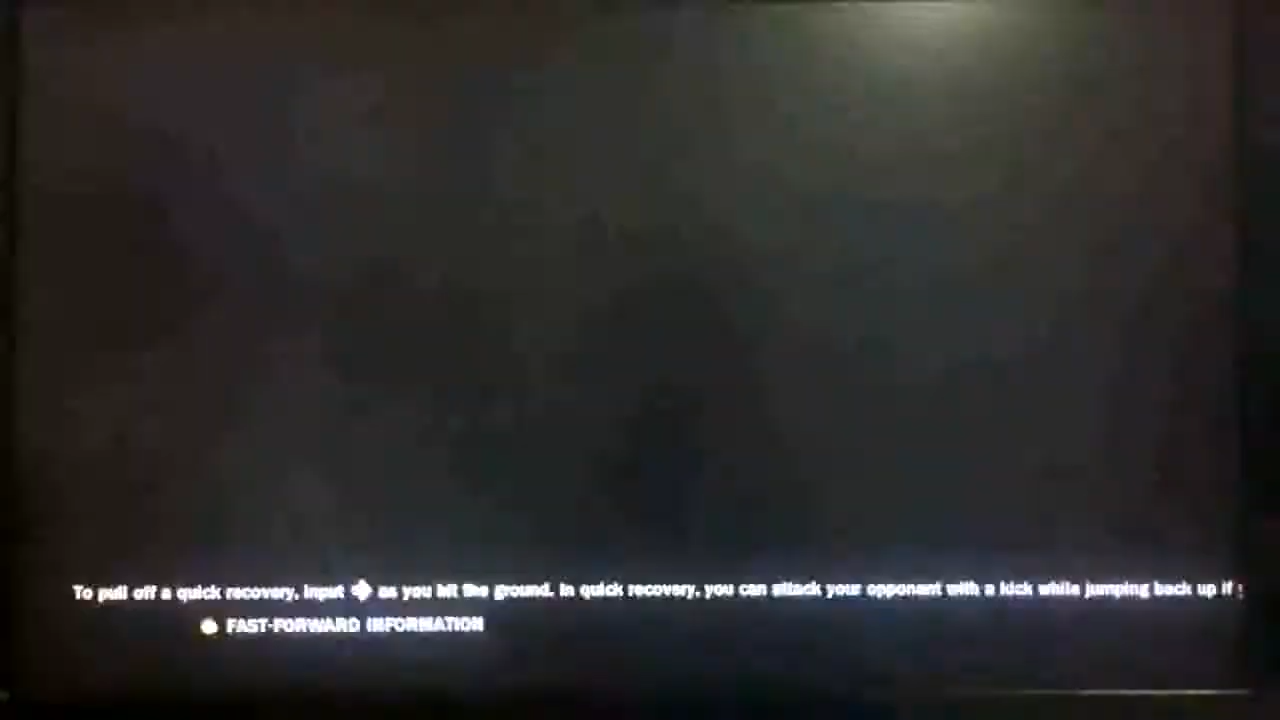 To pull off a quick recovery, input as you hit the ground. In quick recovery, you can attack your opponent with a kick while jumping back up if
FAST-FORWARD INFORMATION